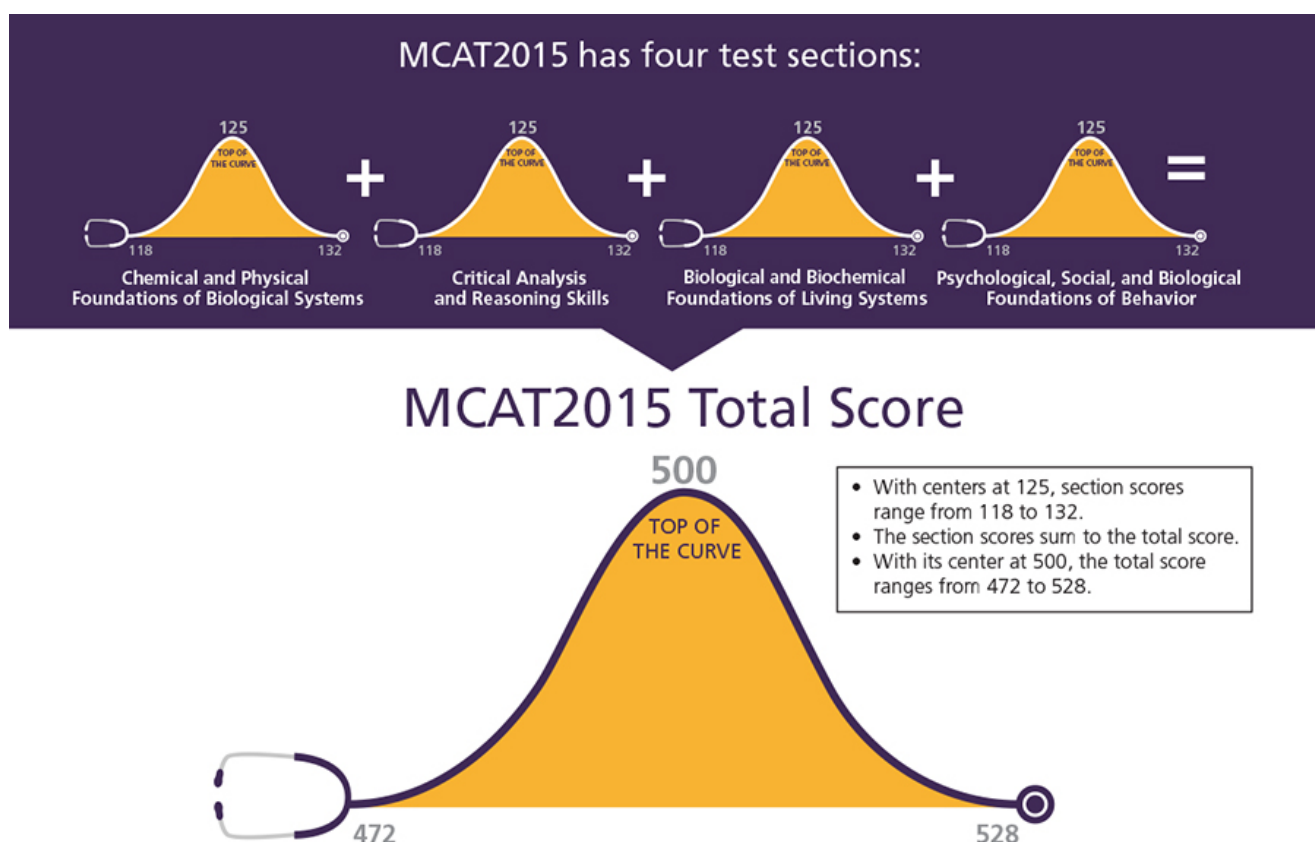 MCAT2015 has four test sections:
125
TOP OF
THE CURVE
118
132
Chemical and Physical
Foundations of Biological Systems
+
125
TOP OF
THE CURVE
118
132
Critical Analysis
and Reasoning Skills
+
125
TOP OF
THE CURVE
118
132
Biological and Biochemical
Foundations of Living Systems
+
125
TOP OF
THE CURVE
118
132
Psychological, Social, and Biological
Foundations of Behavior
=
MCAT2015 Total Score
500
TOP OF
THE CURVE
472
528
• With centers at 125, section scores
range from 118 to 132.
• The section scores sum to the total score.
• With its center at 500, the total score
ranges from 472 to 528.